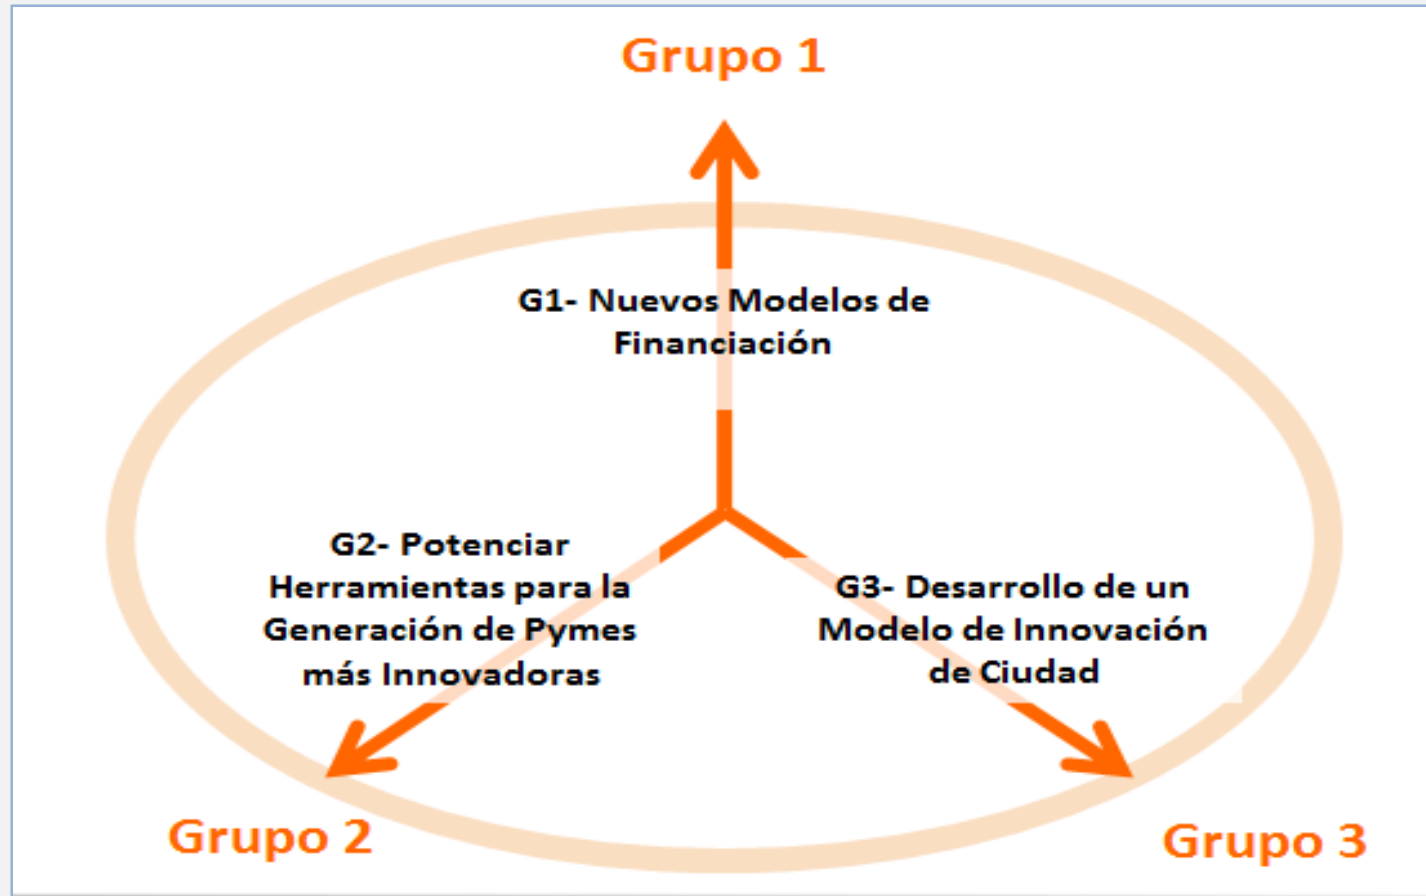 Grupo 1
G1- Nuevos Modelos de
Financiación
G2- Potenciar
Herramientas para la
Generación de Pymes
más Innovadoras
G3- Desarrollo de un
Modelo de Innovación
de Ciudad
Grupo 2
Grupo 3